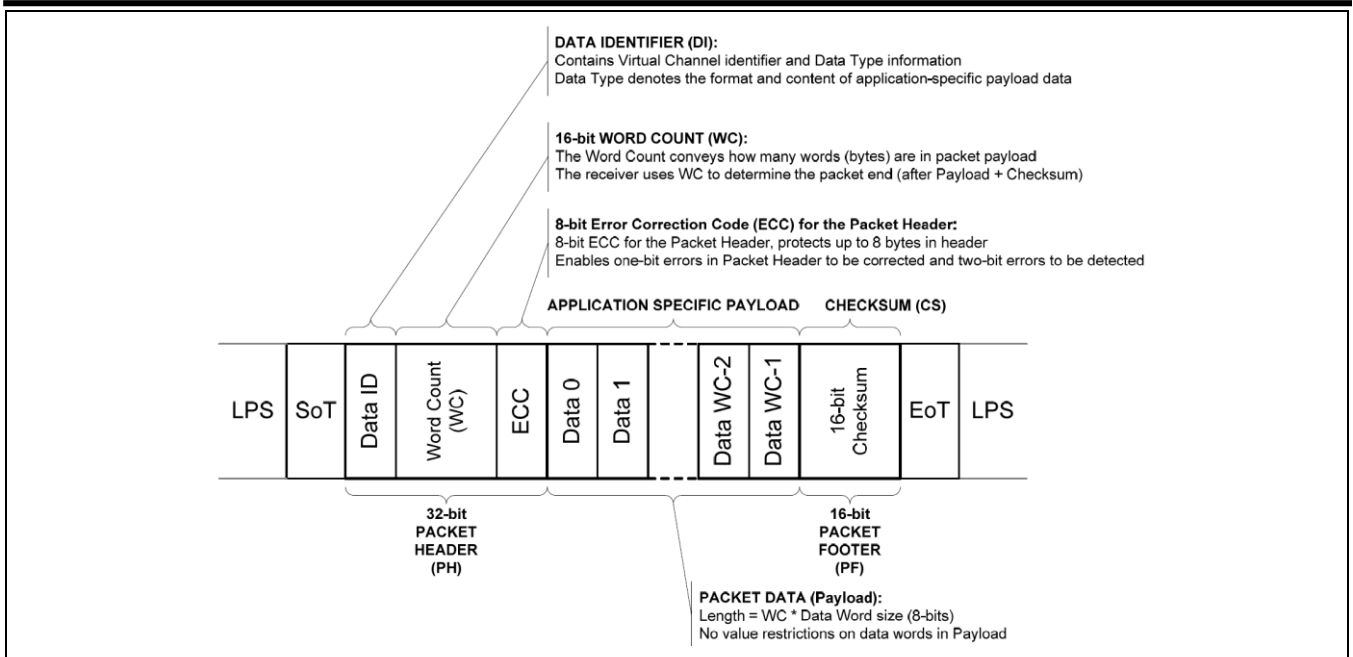 DATA IDENTIFIER (DI):
Contains Virtual Channel identifier and Data Type information
Data Type denotes the format and content of application-specific payload data
16-bit WORD COUNT (WC):
The Word Count conveys how many words (bytes) are in packet payload
The receiver uses WC to determine the packet end (after Payload + Checksum)
8-bit Error Correction Code (ECC) for the Packet Header:
8-bit ECC for the Packet Header, protects up to 8 bytes in header
Enables one-bit errors in Packet Header to be corrected and two-bit errors to be detected
APPLICATION SPECIFIC PAYLOAD
CHECKSUM (CS)
LPS
SoT
Data ID
Word Count
(WC)
ECC
Data 0
Data 1
Data WC-2
Data WC-1
16-bit
Checksum
EoT
LPS
32-bit
PACKET
HEADER
(PH)
16-bit
PACKET
FOOTER
(PF)
PACKET DATA (Payload):
Length = WC * Data Word size (8-bits)
No value restrictions on data words in Payload